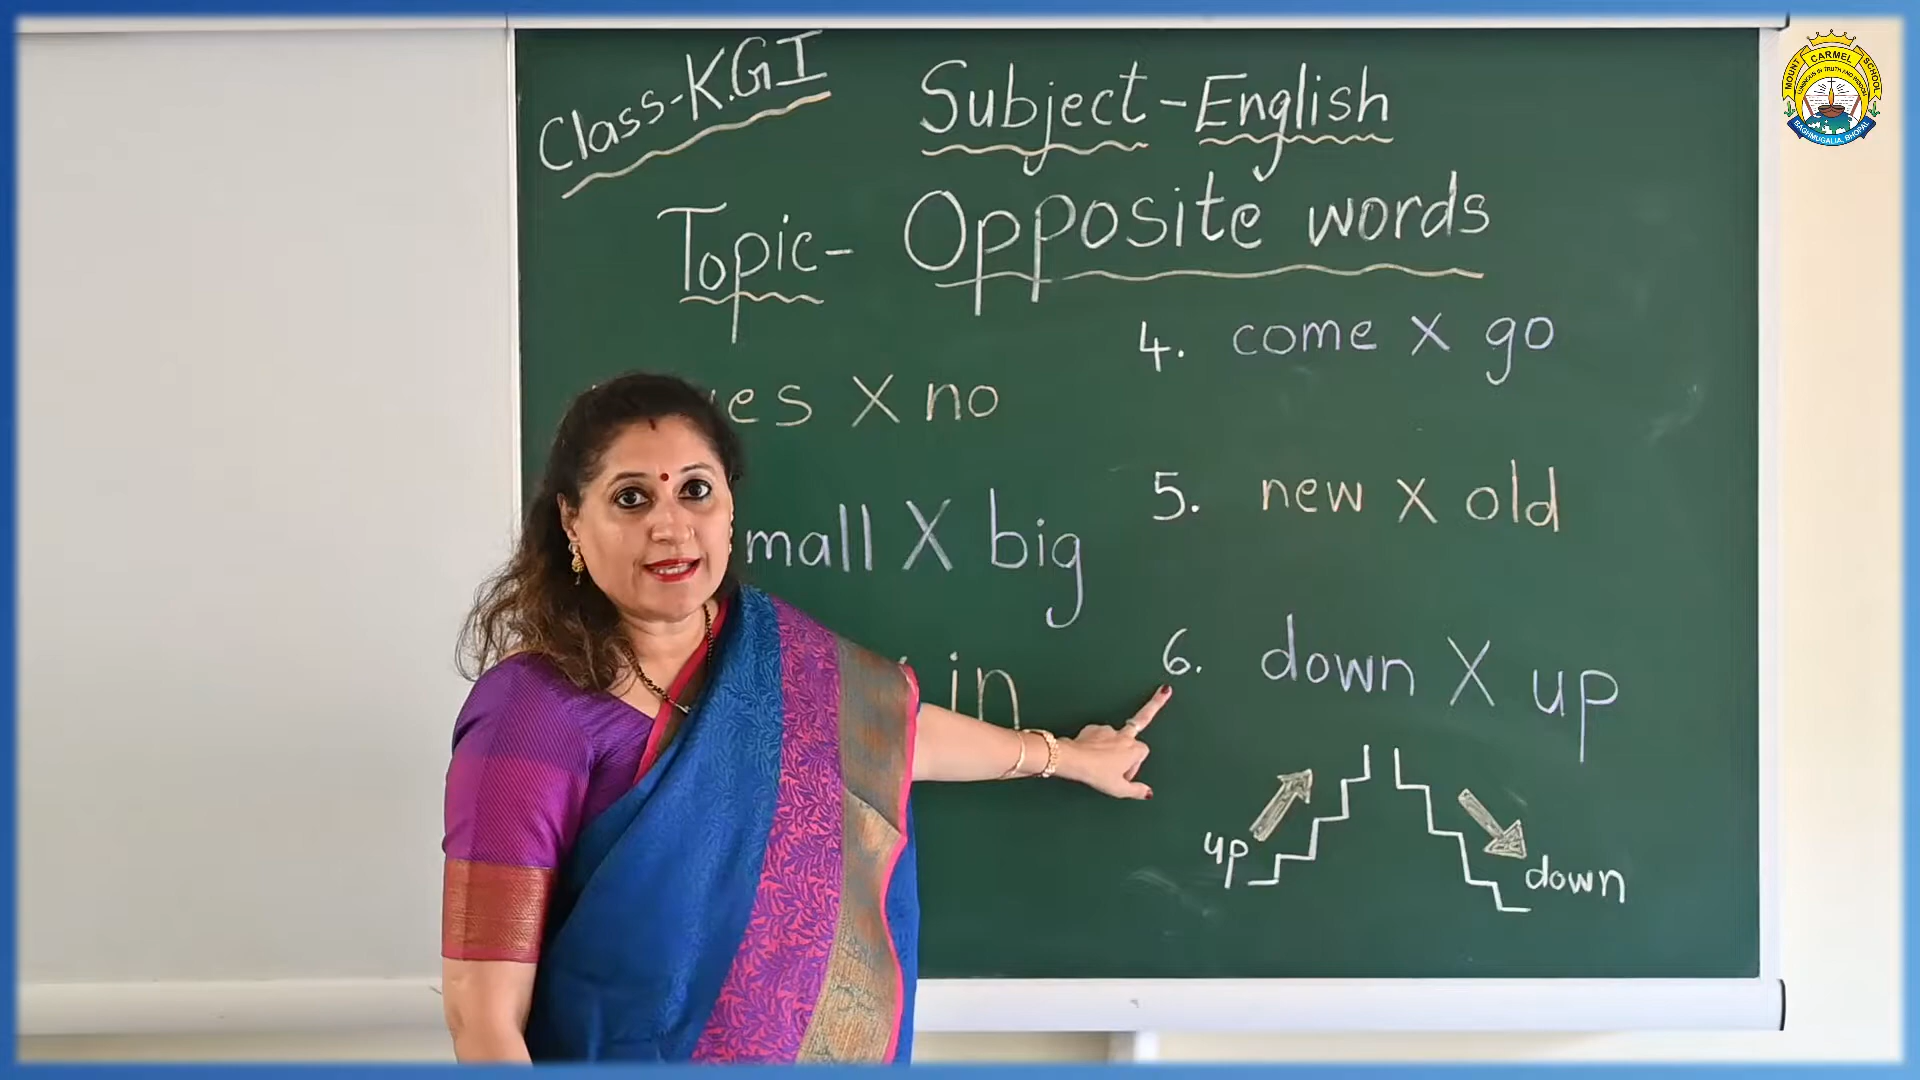 Class-K.G I
Subject-English
Topic- Opposite words
es X no
mall X big
in
4. come X go
5. new X old
6. down X up
up
down
MOUNT CARMEL SCHOOL
BAGHMUGALIA, BHOPAL